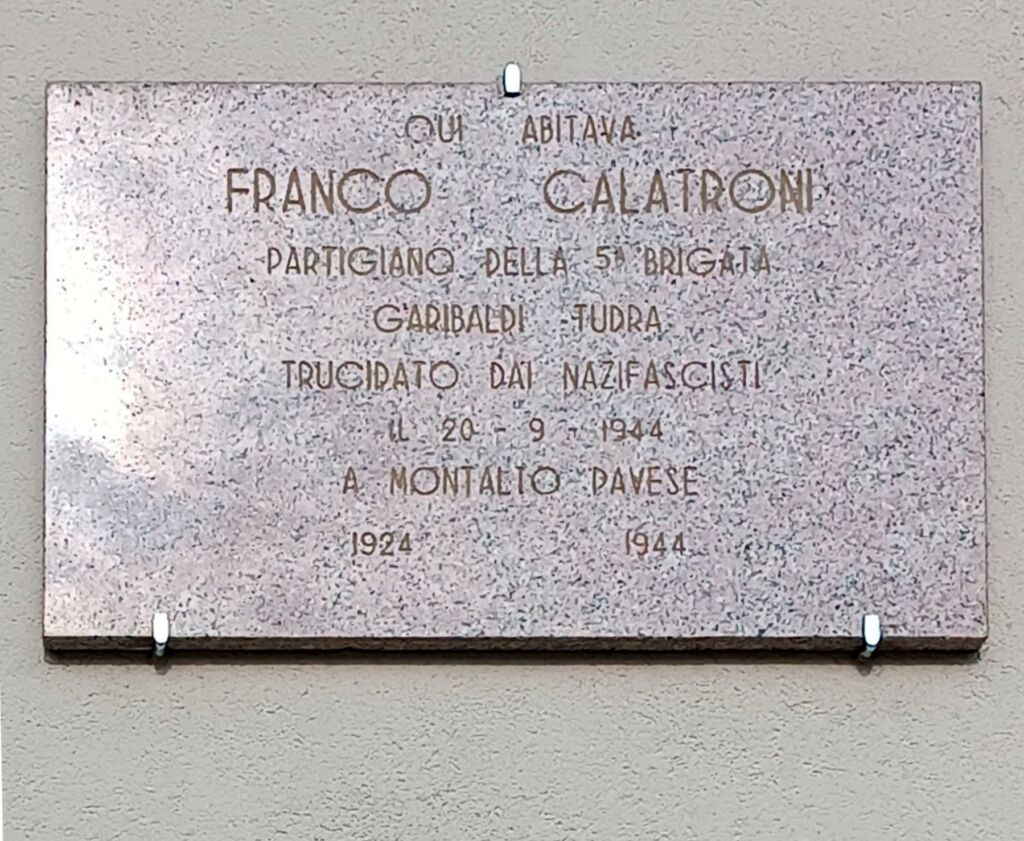 QUI ABITAVA
FRANCO CALATRONI
PARTIGIANO DELLA 5ᴬ BRIGATA
GARIBALDI TUDRA
TRUCIDATO DAI NAZIFASCISTI
IL 20 - 9 - 1944
A MONTALTO PAVESE
1924 1944